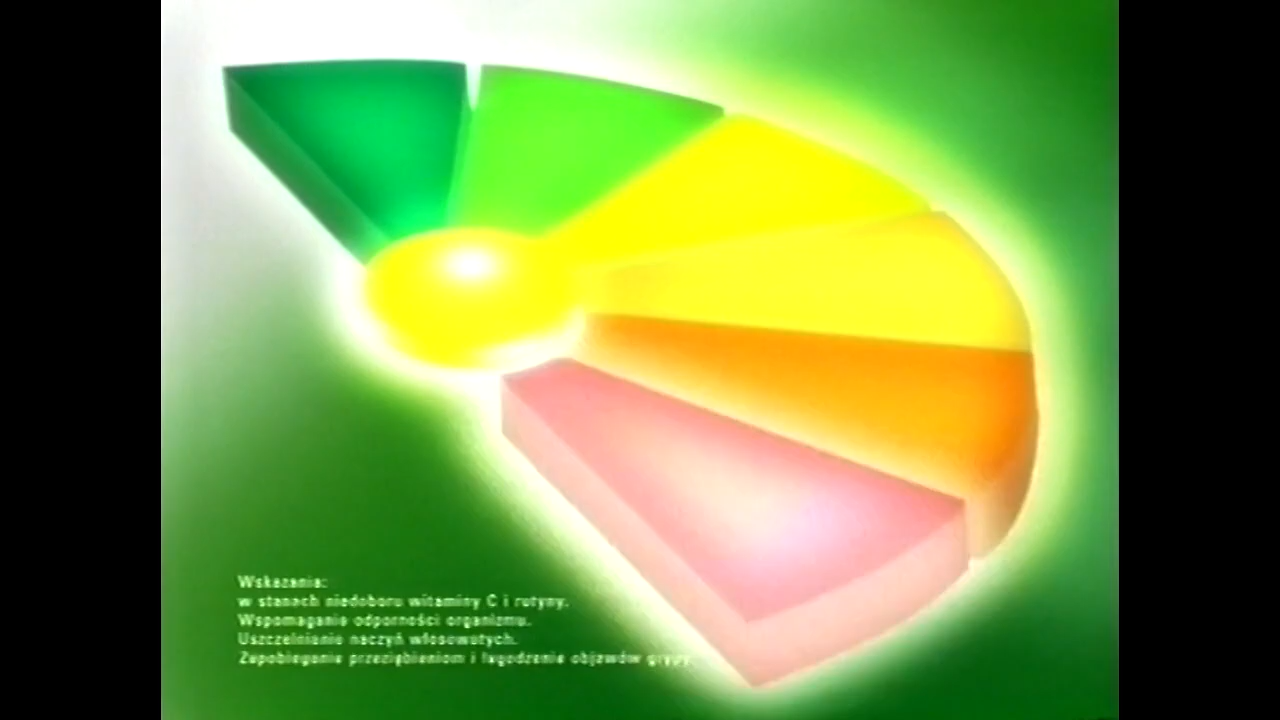 Wskazania:
w stanach niedoboru witaminy C i rutyny.
Wspomaganie odporności organizmu.
Uszczelnianie naczyń włosowatych.
Zapobieganie przeziębieniom i łagodzenie objawów grypy.